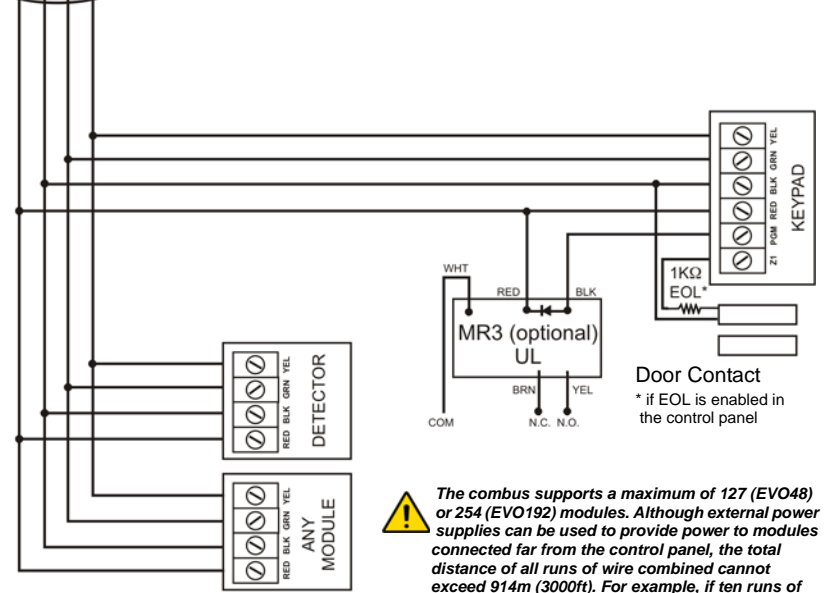 YEL
GRN
BLK
RED
PGM
Z1
KEYPAD
WHT
RED
BLK
MR3 (optional)
UL
BRN
YEL
COM
N.C. N.O.
1KΩ
EOL*
Door Contact
* if EOL is enabled in
the control panel
YEL
GRN
BLK
RED
DETECTOR
YEL
GRN
BLK
RED
ANY
MODULE
The combus supports a maximum of 127 (EVO48)
or 254 (EVO192) modules. Although external power
supplies can be used to provide power to modules
connected far from the control panel, the total
distance of all runs of wire combined cannot
exceed 914m (3000ft). For example, if ten runs of